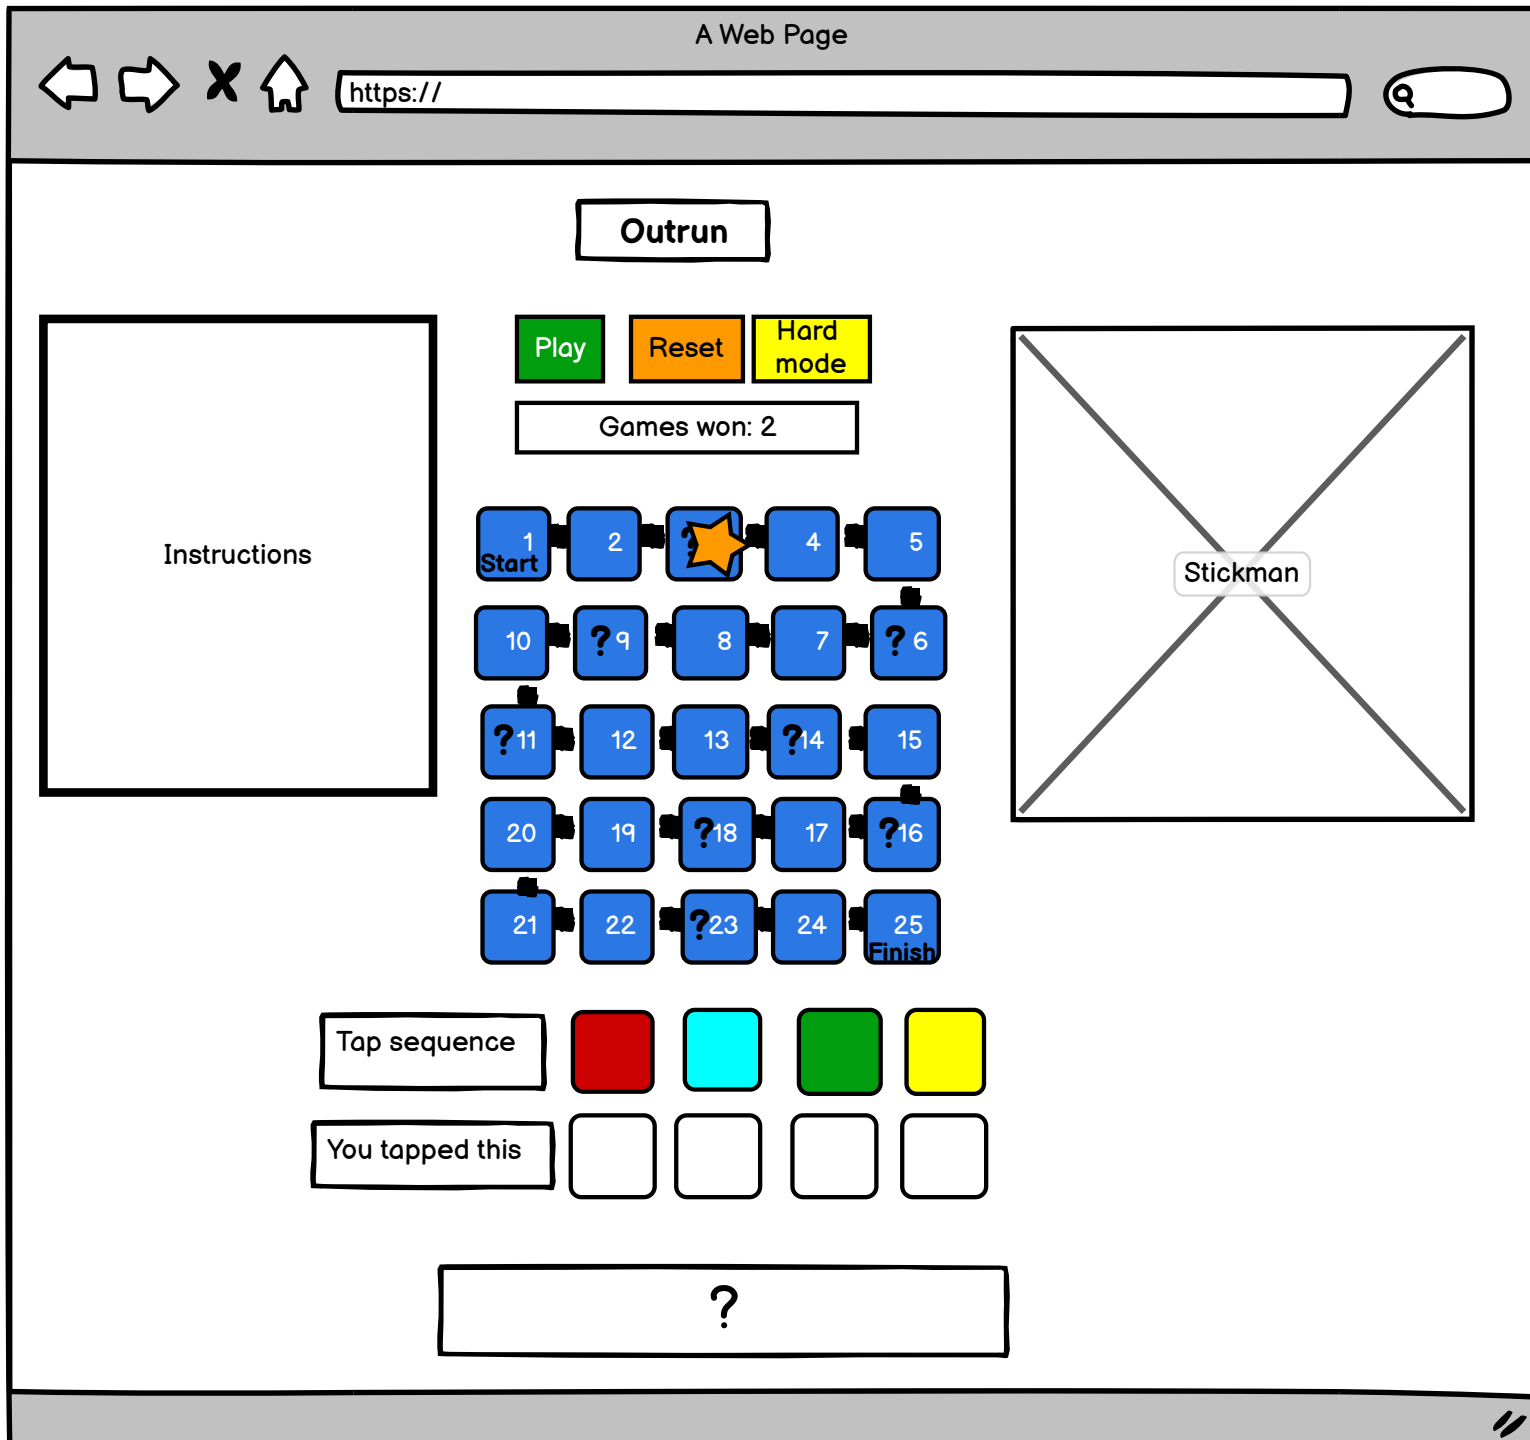 A Web Page
https://
Outrun
Play
Reset
Hard
mode
Games won: 2
Instructions
Stickman
1
Start
2
?
4
5
10
? 9
8
7
? 6
? 11
12
13
? 14
15
20
19
? 18
17
? 16
21
22
? 23
24
25
Finish
Tap sequence
You tapped this
?